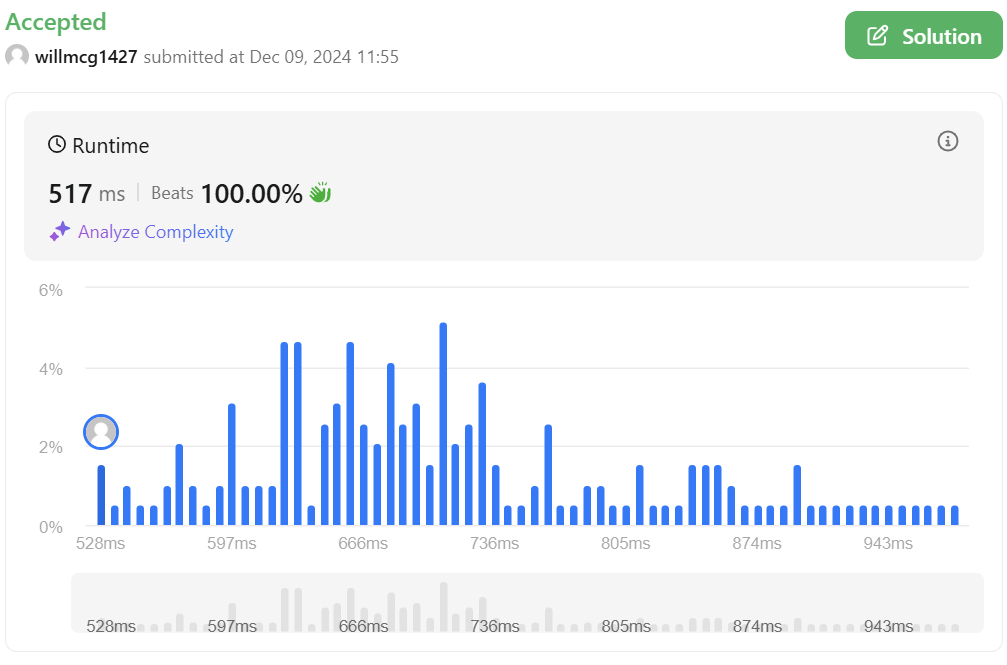 Accepted
Solution
willmcg1427 submitted at Dec 09, 2024 11:55
Runtime
517 ms Beats 100.00%
Analyze Complexity
6%
4%
2%
0%
528ms 597ms 666ms 736ms 805ms 874ms 943ms
528ms 597ms 666ms 736ms 805ms 874ms 943ms